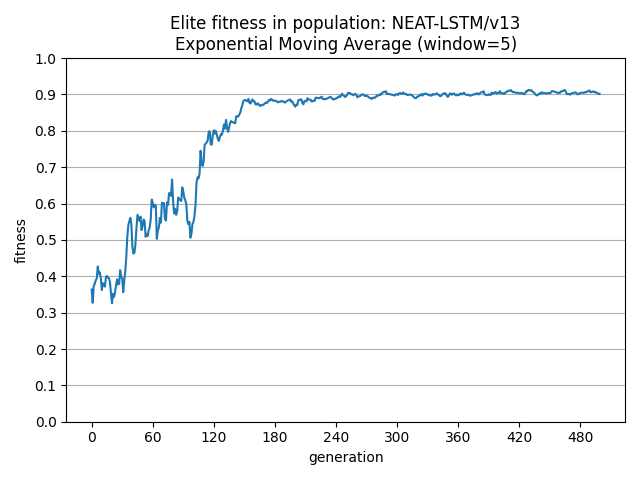 Elite fitness in population: NEAT-LSTM/v13
Exponential Moving Average (window=5)
fitness
1.0
0.9
0.8
0.7
0.6
0.5
0.4
0.3
0.2
0.1
0.0
0 60 120 180 240 300 360 420 480
generation